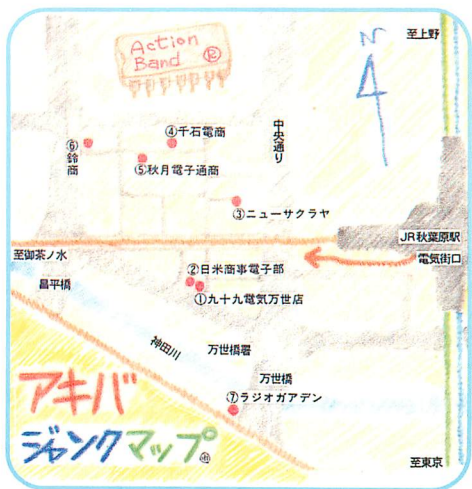 Action
Band ®
N
至上野
中央通り
④千石電商
⑥鈴商
⑤秋月電子通商
③ニューサクラヤ
JR秋葉原駅
至御茶ノ水
電気街口
②日米商事電子部
昌平橋
①九十九電気万世店
神田川
万世橋署
万世橋
アキバ
⑦ラジオガアデン
ジャンクマップ
至東京